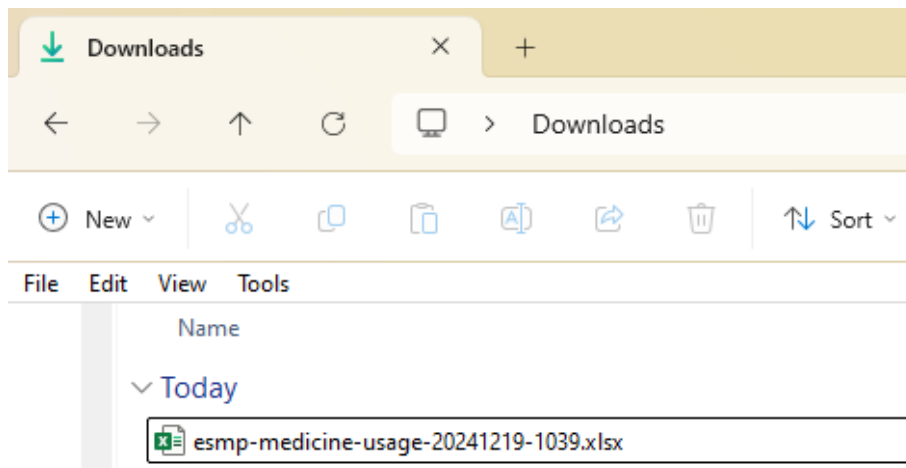 Downloads
Downloads
New Sort
File Edit View Tools
Name
Today
esmp-medicine-usage-20241219-1039.xlsx